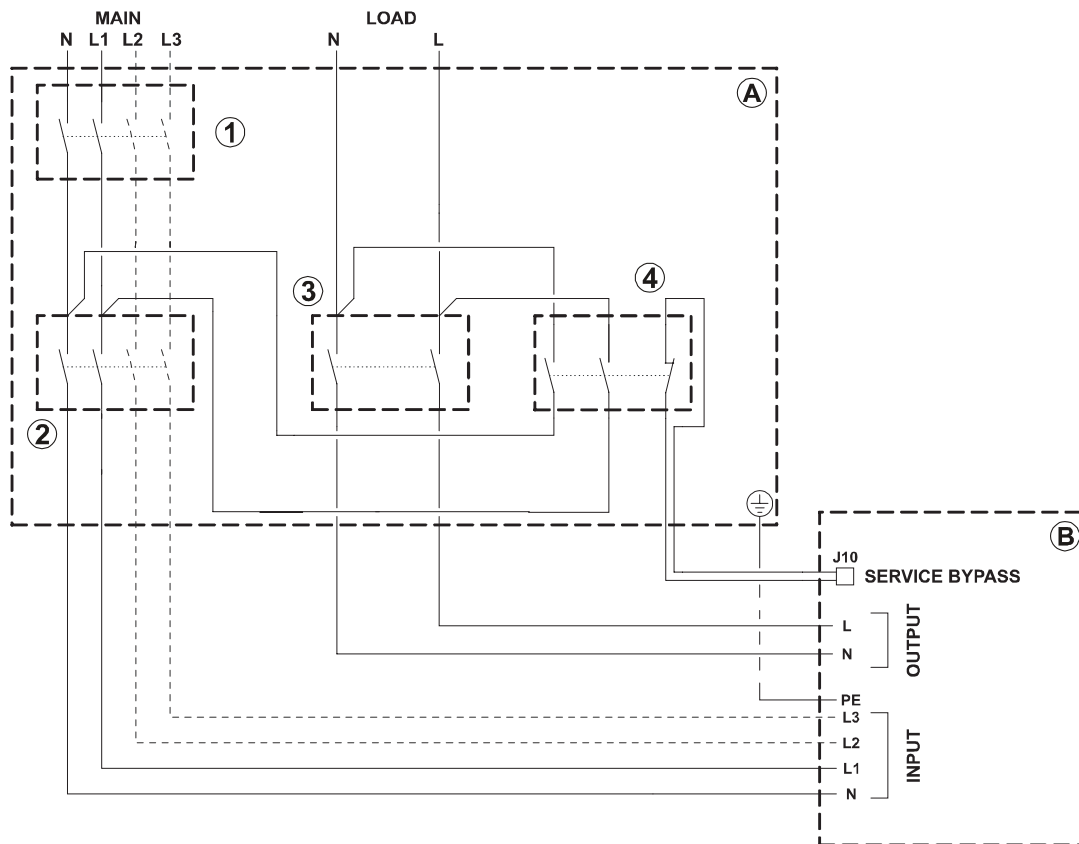 MAIN LOAD
N L1 L2 L3 N L
A
1
3 4
2
B
J10
SERVICE BYPASS
L
N
OUTPUT
PE
L3
L2
L1
N
INPUT